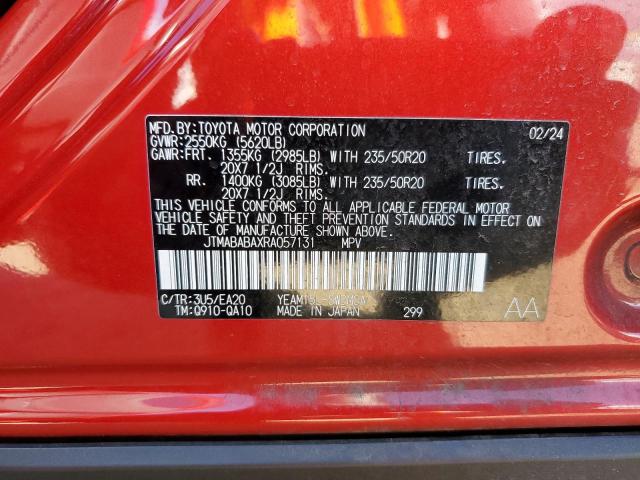 MFD. BY:TOYOTA MOTOR CORPORATION 02/24
GVWR:2550KG (5620LB)
GAWR:FRT. 1355KG (2985LB) WITH 235/50R20 TIRES.
20X7 1/2J RIMS.
RR. 1400KG (3085LB) WITH 235/50R20 TIRES.
20X7 1/2J RIMS.
THIS VEHICLE CONFORMS TO ALL APPLICABLE FEDERAL MOTOR
VEHICLE SAFETY AND THEFT PREVENTION STANDARDS IN EFFECT ON
THE DATE OF MANUFACTURE SHOWN ABOVE.
JTMABABAXRA057131 MPV
C/TR:3U5/EA20
TM:Q910-QA10 MADE IN JAPAN 299 AA